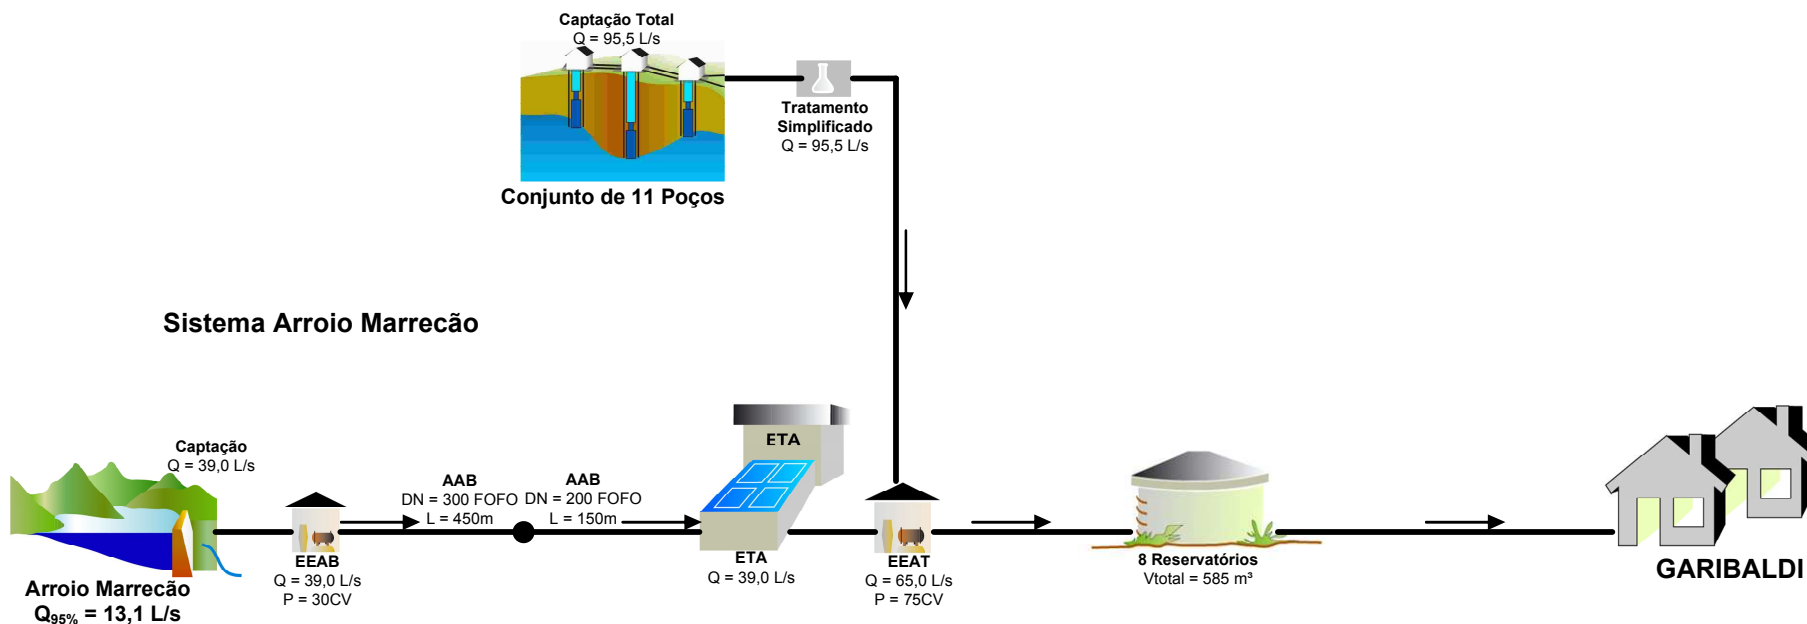 Captação Total
Q = 95,5 L/s
Tratamento
Simplificado
Q = 95,5 L/s
Conjunto de 11 Poços
Sistema Arroio Marrecão
Captação
Q = 39,0 L/s
Arroio Marrecão
Q95% = 13,1 L/s
EEAB
Q = 39,0 L/s
P = 30CV
AAB
DN = 300 FOFO
L = 450m
AAB
DN = 200 FOFO
L = 150m
ETA
ETA
Q = 39,0 L/s
EEAT
Q = 65,0 L/s
P = 75CV
8 Reservatórios
Vtotal = 585 m³
GARIBALDI